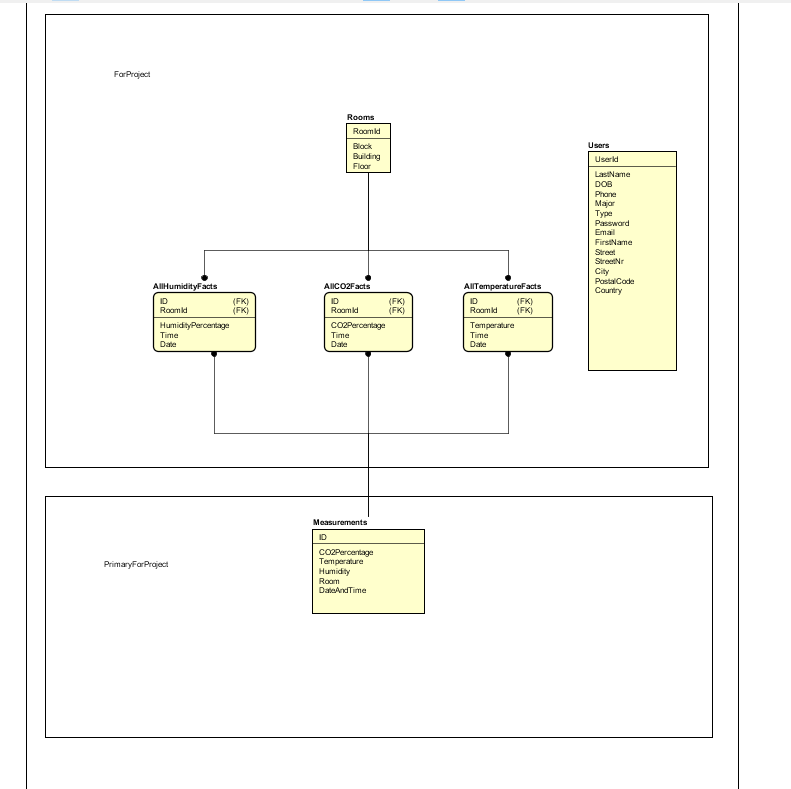 ForProject
Rooms
RoomId
Block
Building
Floor
Users
UserId
LastName
DOB
Phone
Major
Type
Password
Email
FirstName
Street
StreetNr
City
PostalCode
Country
AllHumidityFacts
ID (FK)
RoomId (FK)
HumidityPercentage
Time
Date
AllCO2Facts
ID (FK)
RoomId (FK)
CO2Percentage
Time
Date
AllTemperatureFacts
ID (FK)
RoomId (FK)
Temperature
Time
Date
Measurements
ID
CO2Percentage
Temperature
Humidity
Room
DateAndTime
PrimaryForProject